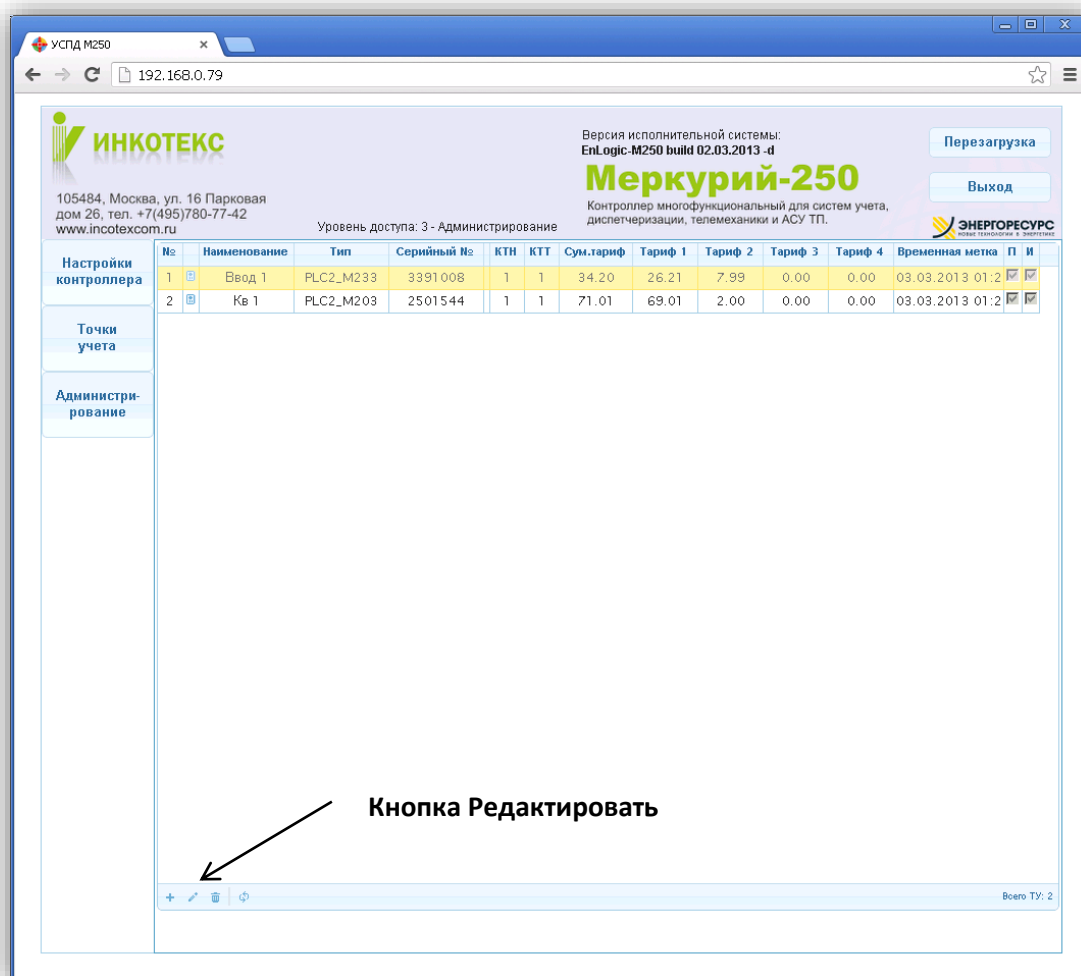 УСПД M250
192.168.0.79
ИНКОТЕКС
105484, Москва, ул. 16 Парковая
дом 26, тел. +7(495)780-77-42
www.incotexcom.ru
Уровень доступа: 3 - Администрирование
Версия исполнительной системы:
EnLogic-M250 build 02.03.2013 -d
Меркурий-250
Контроллер многофункциональный для систем учета,
диспетчеризации, телемеханики и АСУ ТП.
Перезагрузка
Выход
ЭНЕРГОРЕСУРС
НОВЫЕ ТЕХНОЛОГИИ В ЭНЕРГЕТИКЕ
Настройки
контроллера
Точки
учета
Администри-
рование
№ Наименование Тип Серийный № КТН КТТ Сум.тариф Тариф 1 Тариф 2 Тариф 3 Тариф 4 Временная метка П И
1 Ввод 1 PLC2_M233 3391008 1 1 34.20 26.21 7.99 0.00 0.00 03.03.2013 01:2
2 Кв 1 PLC2_M203 2501544 1 1 71.01 69.01 2.00 0.00 0.00 03.03.2013 01:2
Кнопка Редактировать
Всего ТУ: 2